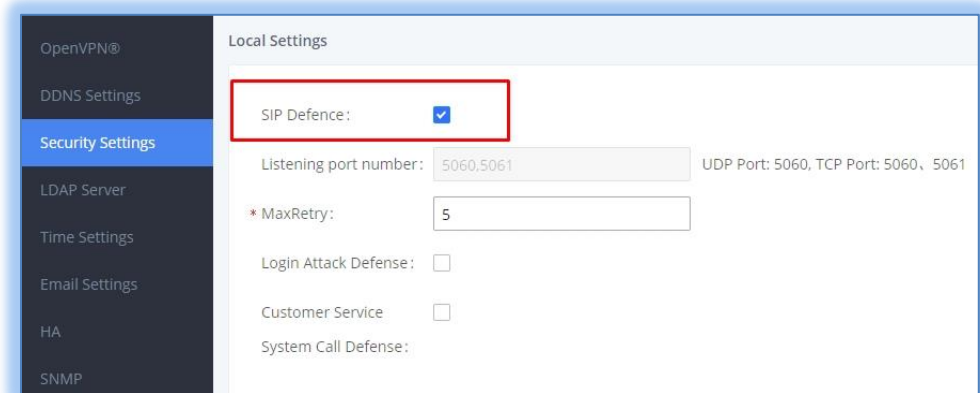 OpenVPN®
DDNS Settings
Security Settings
LDAP Server
Time Settings
Email Settings
HA
SNMP
Local Settings
SIP Defence:
Listening port number: 5060,5061 UDP Port: 5060, TCP Port: 5060、5061
* MaxRetry: 5
Login Attack Defense:
Customer Service
System Call Defense: